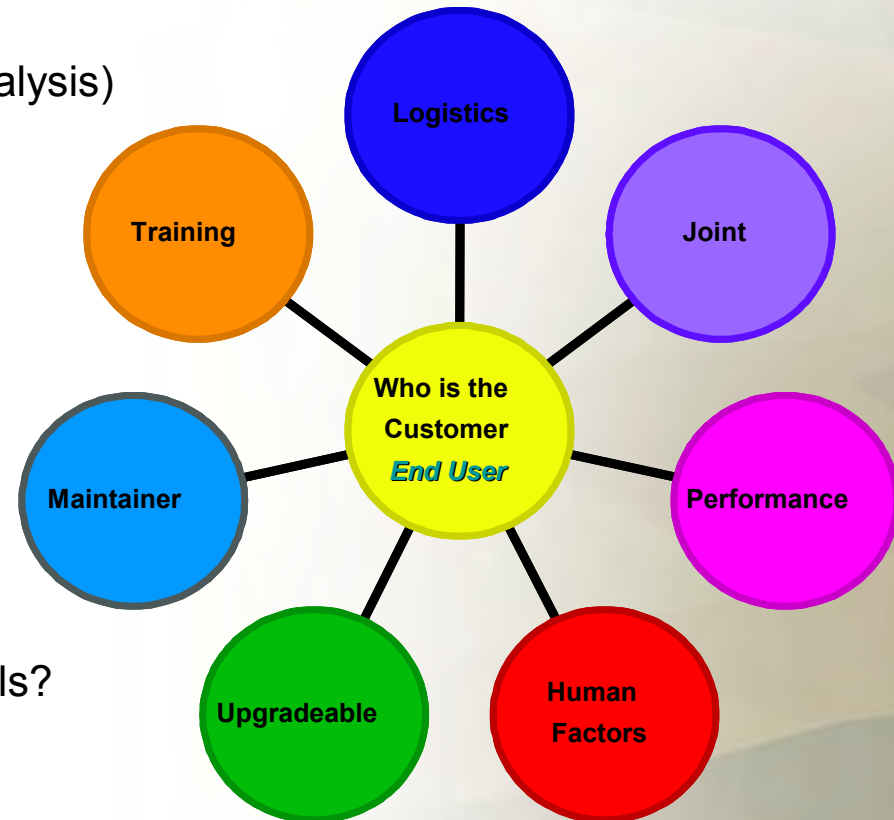 alysis)
Logistics
Training
Joint
Who is the
Customer
End User
Maintainer
Performance
ls?
Upgradeable
Human
Factors